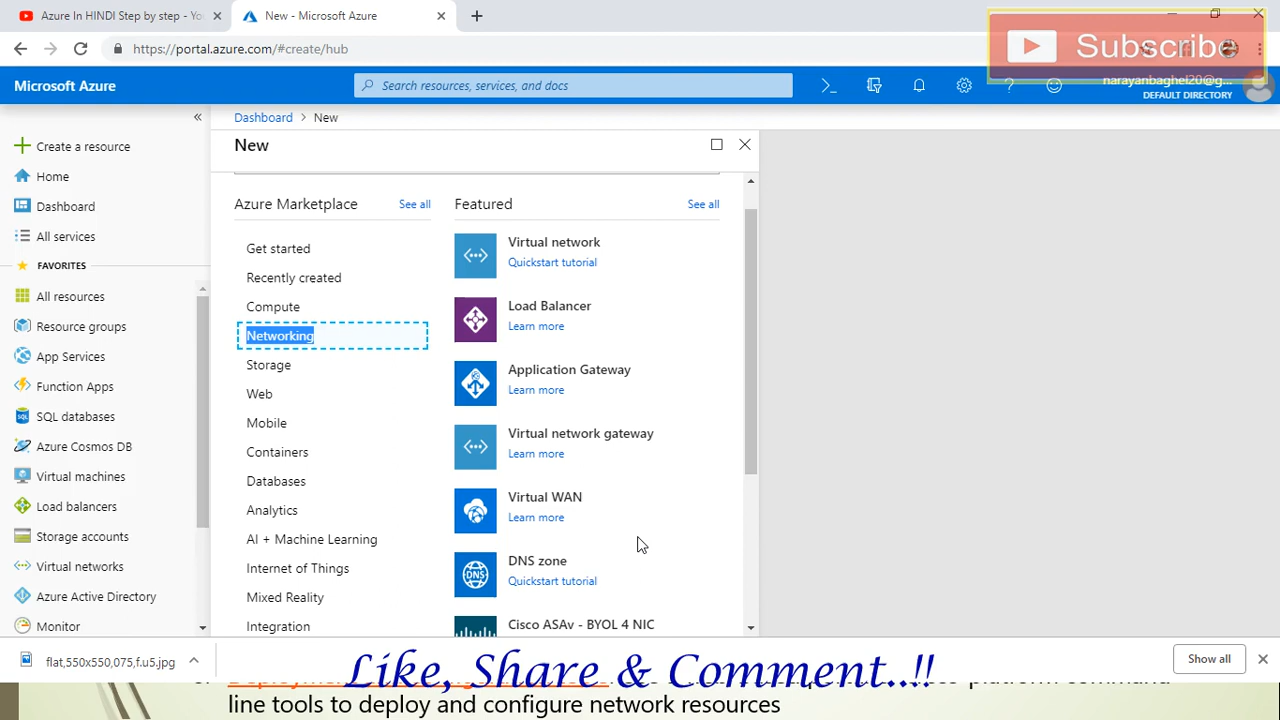 Azure In HINDI Step by step - Yo
New - Microsoft Azure
https://portal.azure.com/#create/hub
Subscribe
Microsoft Azure
Search resources, services, and docs
narayanbaghel20@g...
DEFAULT DIRECTORY
Dashboard > New
Create a resource
Home
Dashboard
All services
FAVORITES
All resources
Resource groups
App Services
Function Apps
SQL databases
Azure Cosmos DB
Virtual machines
Load balancers
Storage accounts
Virtual networks
Azure Active Directory
Monitor
New
Azure Marketplace
See all
Get started
Recently created
Compute
Networking
Storage
Web
Mobile
Containers
Databases
Analytics
AI + Machine Learning
Internet of Things
Mixed Reality
Integration
Featured
See all
Virtual network
Quickstart tutorial
Load Balancer
Learn more
Application Gateway
Learn more
Virtual network gateway
Learn more
Virtual WAN
Learn more
DNS
DNS zone
Quickstart tutorial
Cisco ASAv - BYOL 4 NIC
flat,550x550,075,f.u5.jpg
Show all
Like, Share & Comment..!!
line tools to deploy and configure network resources